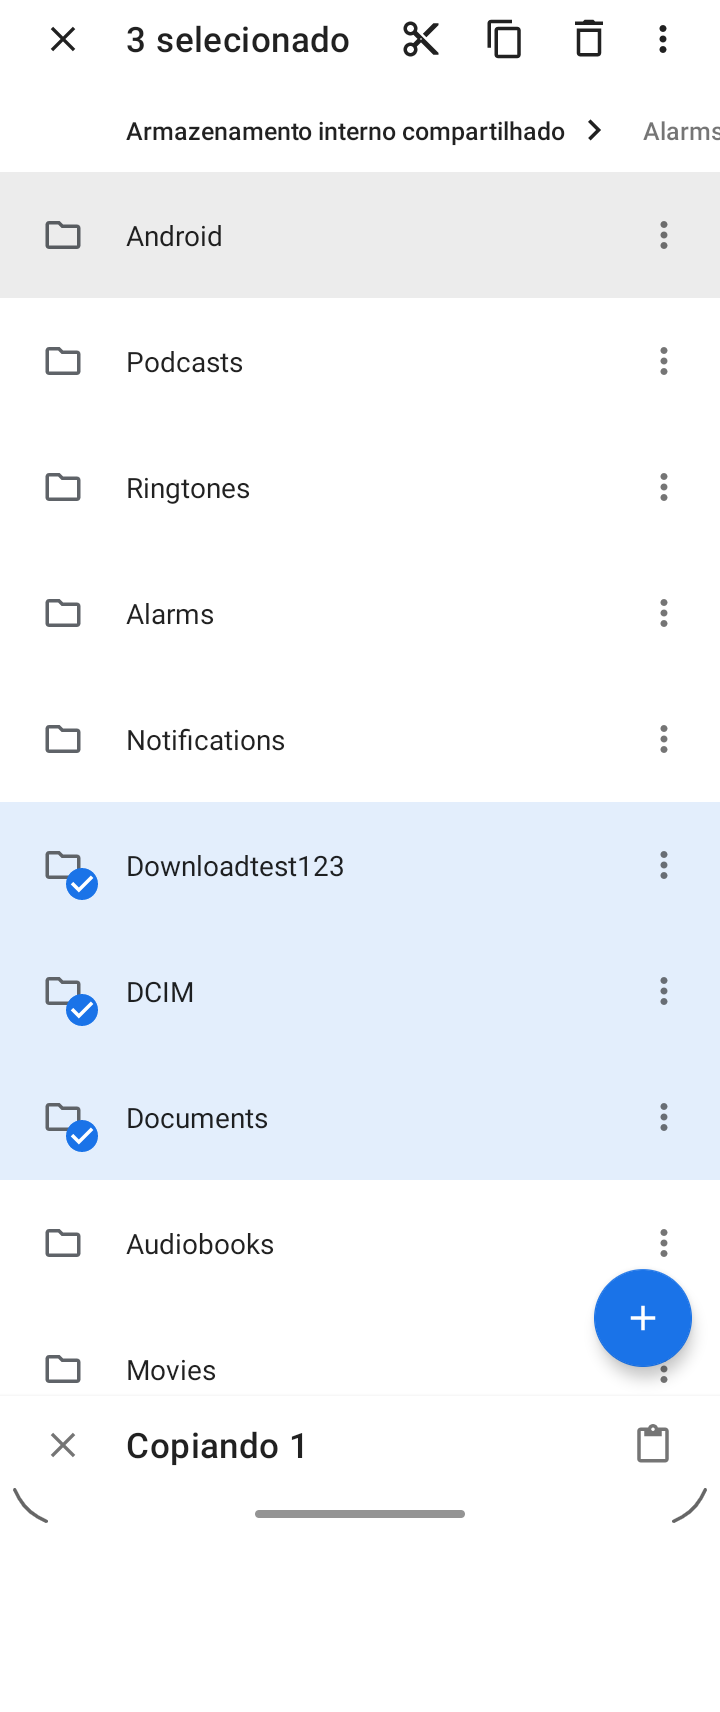 3 selecionado
Armazenamento interno compartilhado Alarms
Android
Podcasts
Ringtones
Alarms
Notifications
Downloadtest123
DCIM
Documents
Audiobooks
Movies
Copiando 1